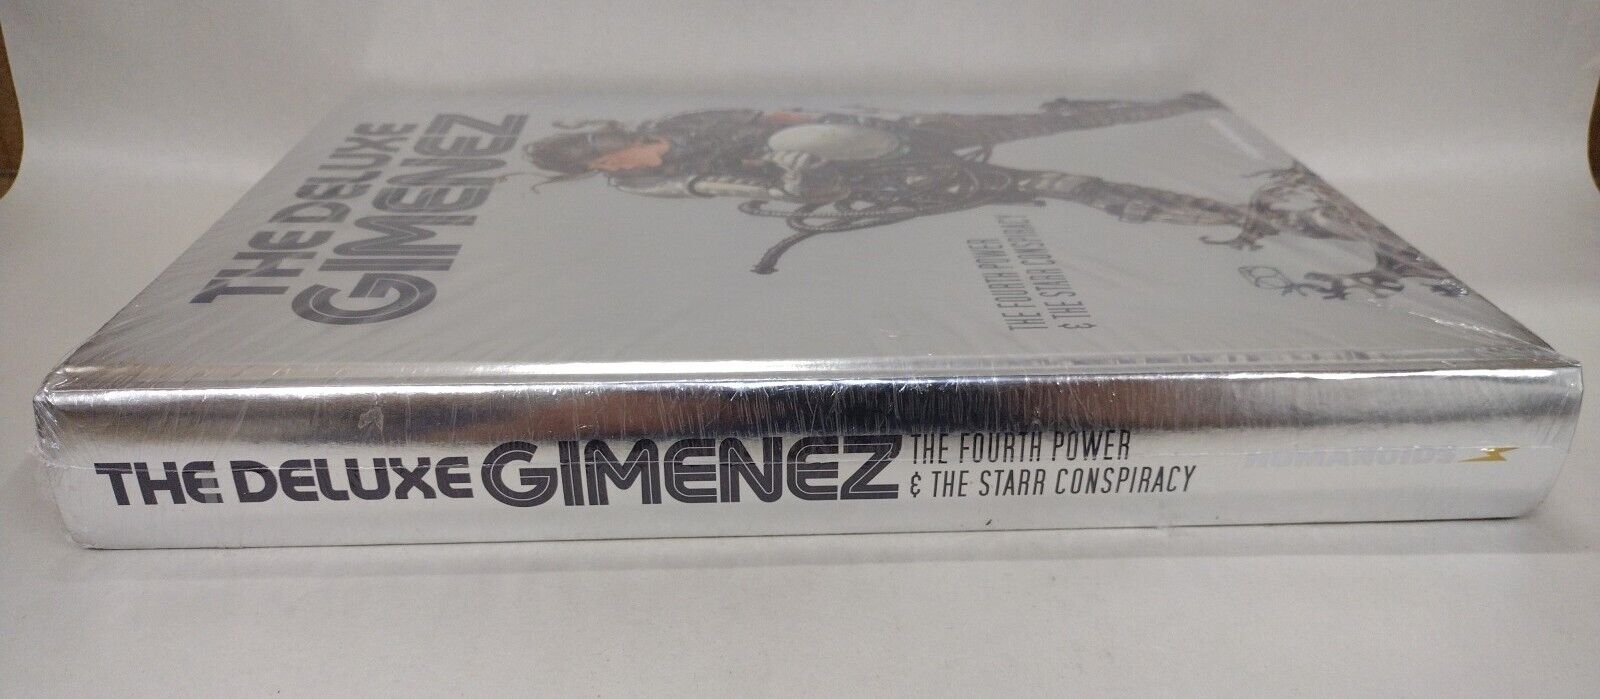 THE DELUXE
GIMENEZ
THE FOURTH POWER
& THE STARR CONSPIRACY
THE DELUXE GIMENEZ
THE FOURTH POWER
& THE STARR CONSPIRACY
HUMANOIDS